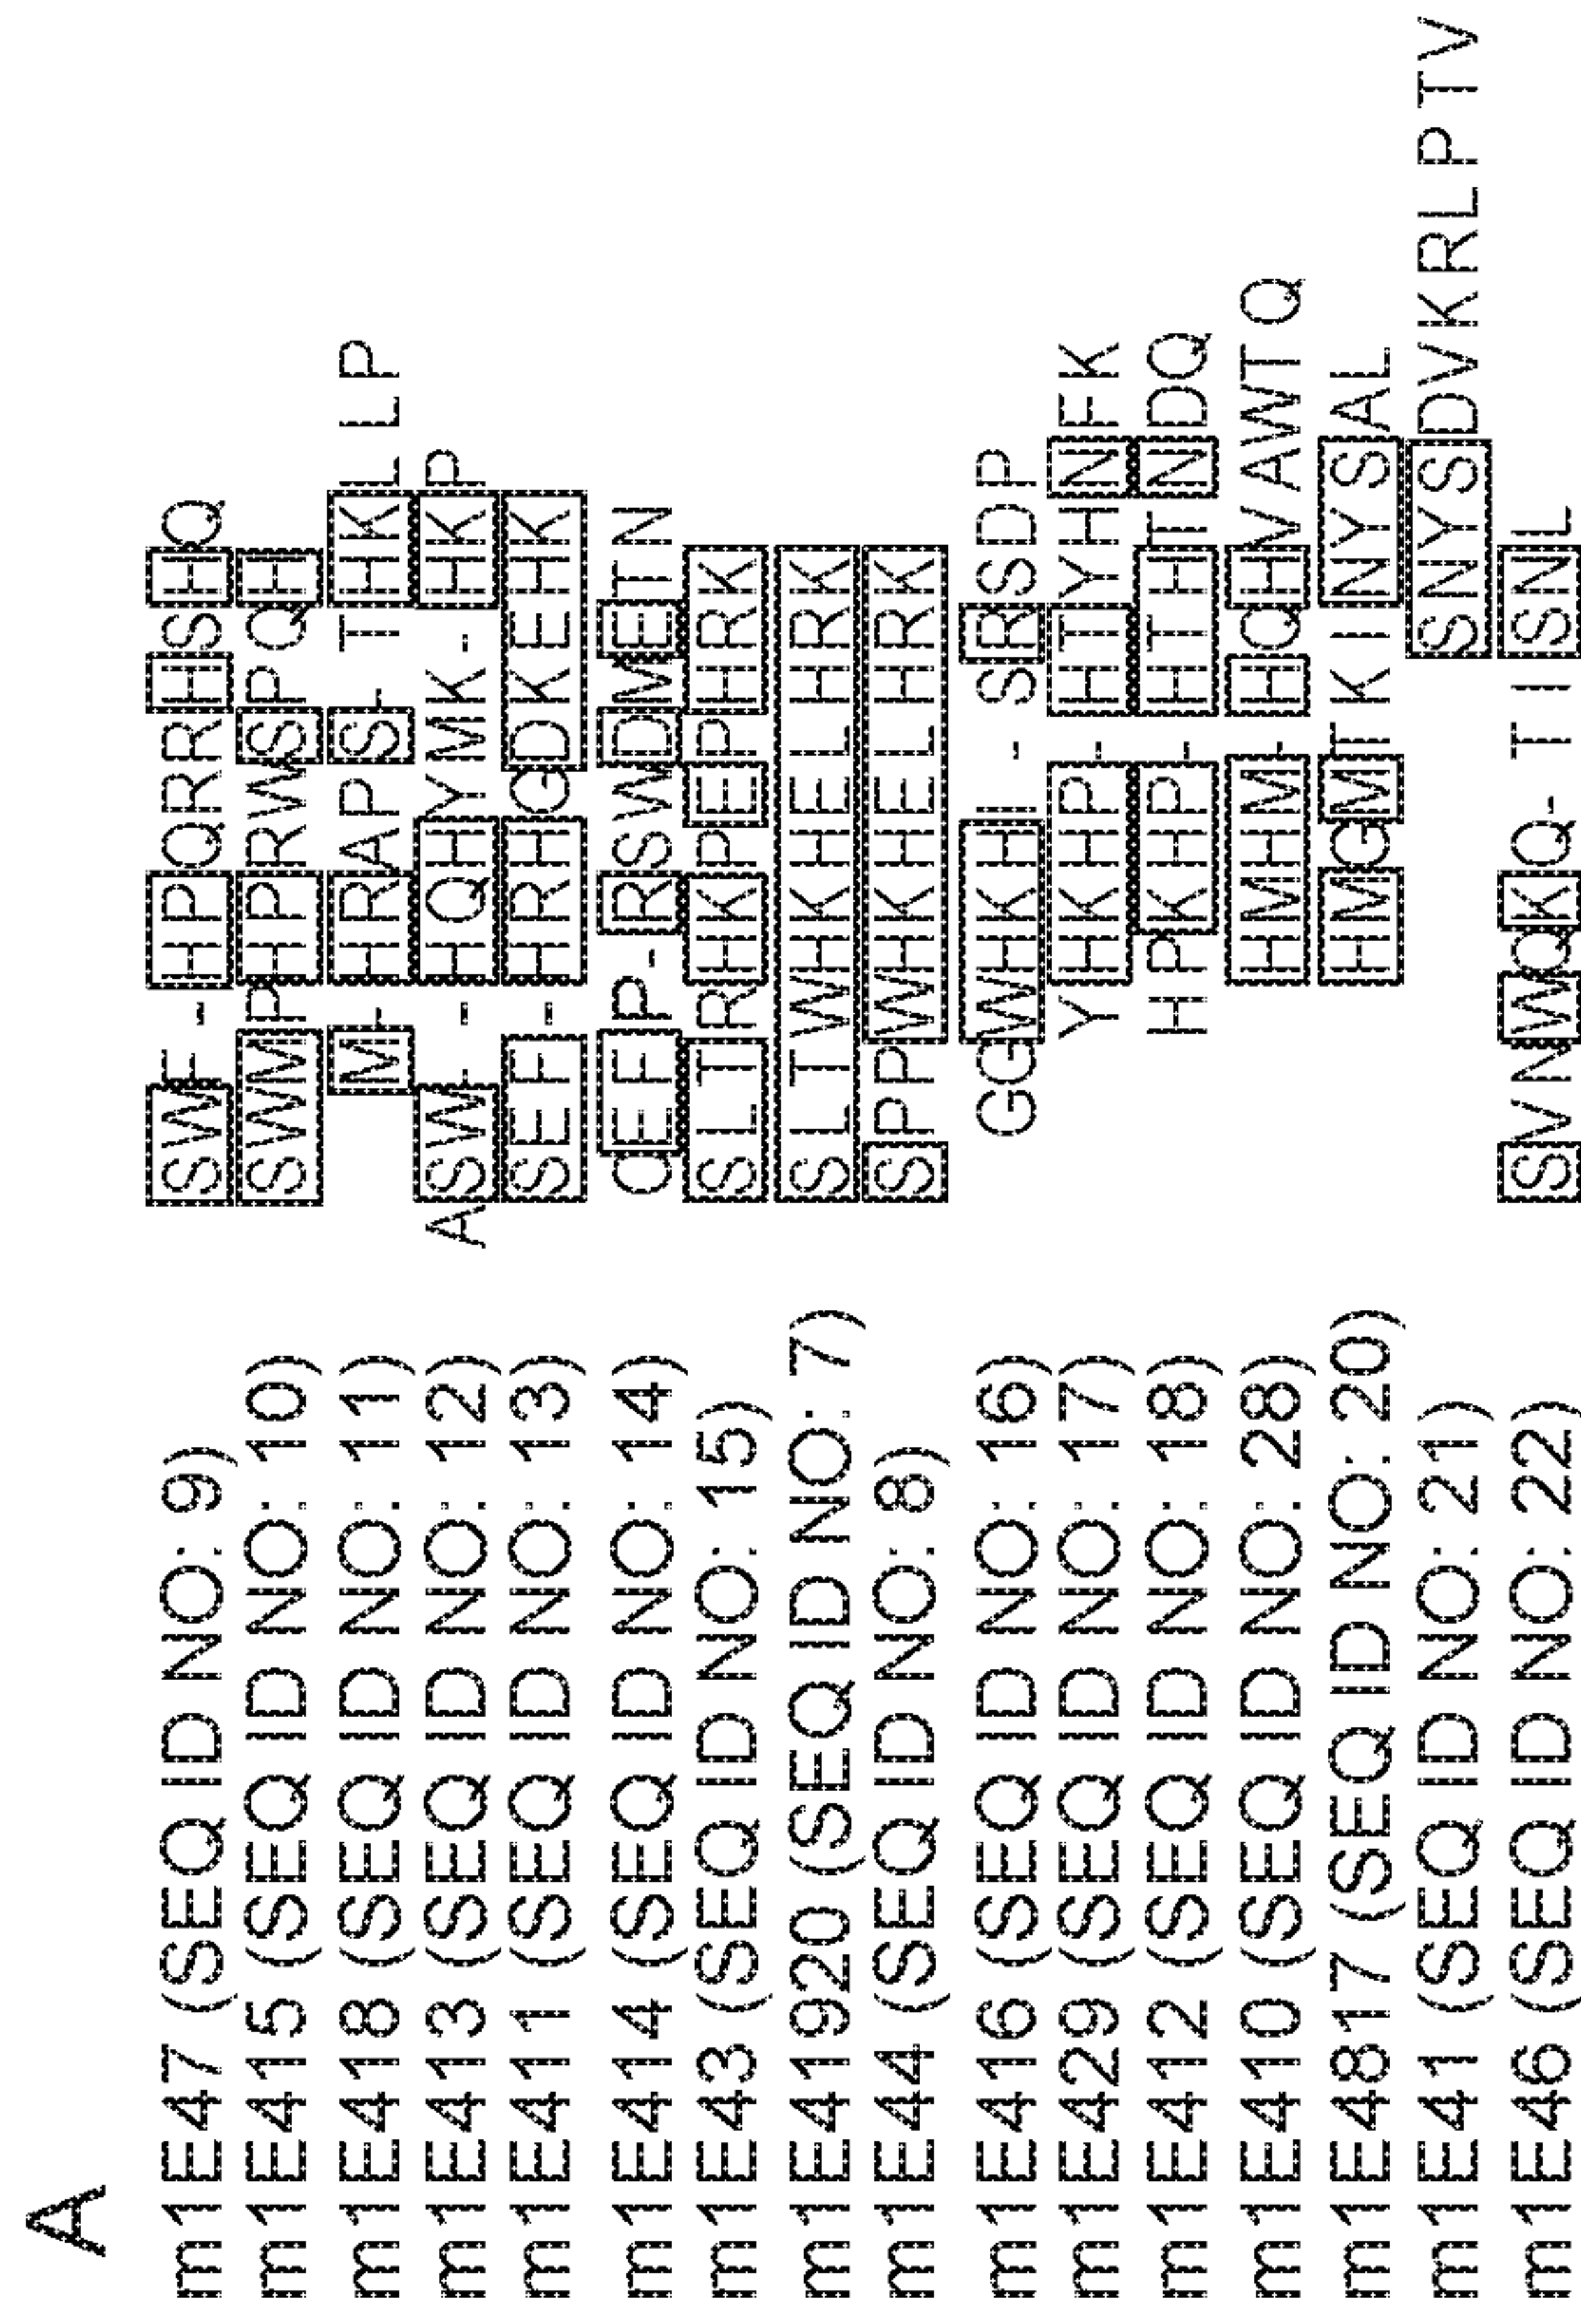 A
m1E47 (SEQ ID NO: 9) SWF-HPQRRHSHQ
m1E415 (SEQ ID NO: 10) SWMPHPRWSPQH
m1E418 (SEQ ID NO: 11) M-HRAPS-THKLLP
m1E413 (SEQ ID NO: 12) ASW--HQHYMK-HKP
m1E411 (SEQ ID NO: 13) SEF-HRHGDKEHK
m1E414 (SEQ ID NO: 14) EFP-RSWDMETN
m1E43 (SEQ ID NO: 15) SLTRHKPEPHRK
m1E41920 (SEQ ID NO: 7) SLTWHKHELHRK
m1E44 (SEQ ID NO: 8) SPPWHKHELHRK
m1E416 (SEQ ID NO: 16) GGWHKHL-SRSDP
m1E429 (SEQ ID NO: 17) YHKHP-HTYHNFK
m1E412 (SEQ ID NO: 18) HPKHP-HTHTNDQ
m1E410 (SEQ ID NO: 28) HMHM-HQHVAWTQ
m1E4817 (SEQ ID NO: 20) HMGMTKINYSAL
m1E41 (SEQ ID NO: 21) SNYSDVKRLPTV
m1E46 (SEQ ID NO: 22) SVNWQKQ-TISNL